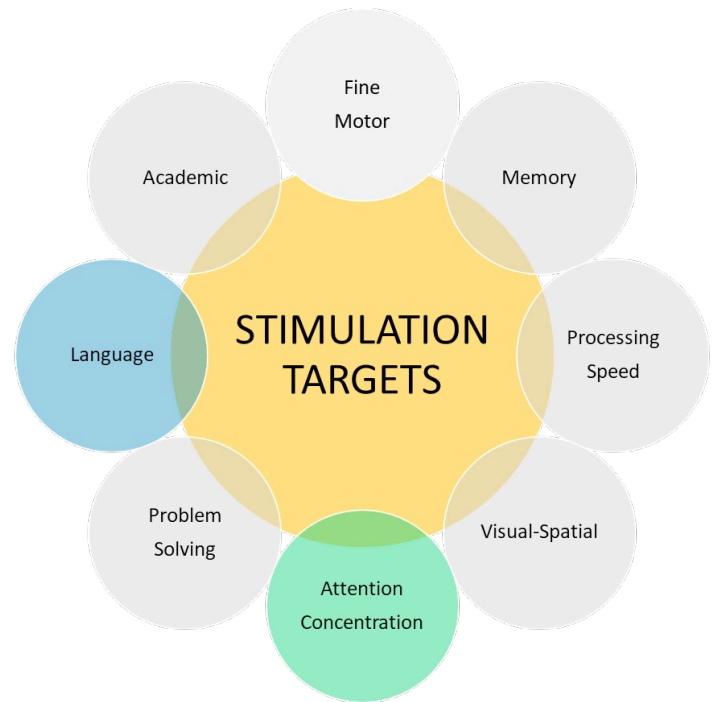 STIMULATION
TARGETS
Fine
Motor
Memory
Processing
Speed
Visual-Spatial
Attention
Concentration
Problem
Solving
Language
Academic